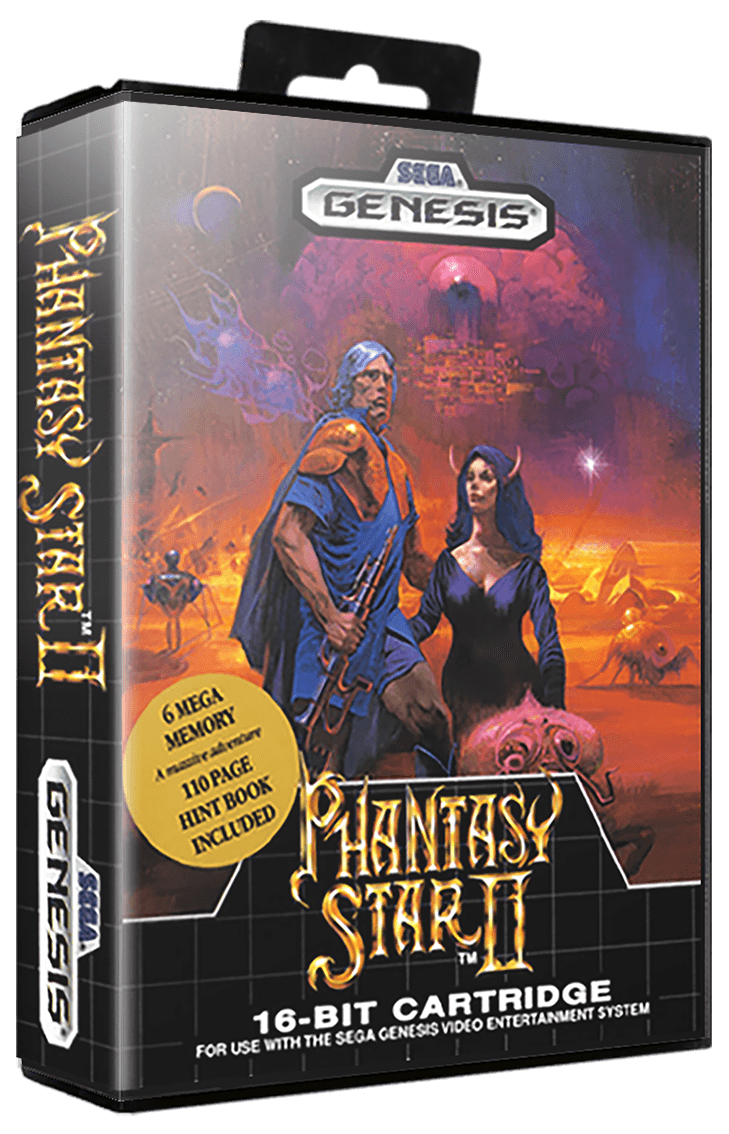 SEGA
GENESIS
PHANTASY STAR II
™
GENESIS
SEGA
6 MEGA
MEMORY
A massive adventure
110 PAGE
HINT BOOK
INCLUDED
PHANTASY
STAR II
™
16-BIT CARTRIDGE
FOR USE WITH THE SEGA GENESIS VIDEO ENTERTAINMENT SYSTEM